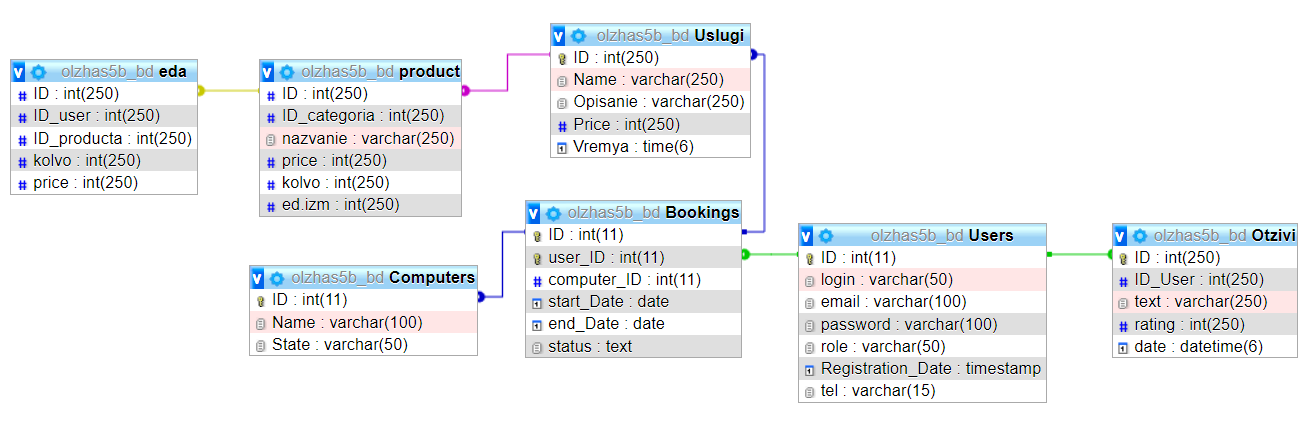 olzhas5b_bd eda
ID : int(250)
ID_user : int(250)
ID_producta : int(250)
kolvo : int(250)
price : int(250)
olzhas5b_bd product
ID : int(250)
ID_categoria : int(250)
nazvanie : varchar(250)
price : int(250)
kolvo : int(250)
ed.izm : int(250)
olzhas5b_bd Uslugi
ID : int(250)
Name : varchar(250)
Opisanie : varchar(250)
Price : int(250)
Vremya : time(6)
olzhas5b_bd Computers
ID : int(11)
Name : varchar(100)
State : varchar(50)
olzhas5b_bd Bookings
ID : int(11)
user_ID : int(11)
computer_ID : int(11)
start_Date : date
end_Date : date
status : text
olzhas5b_bd Users
ID : int(11)
login : varchar(50)
email : varchar(100)
password : varchar(100)
role : varchar(50)
Registration_Date : timestamp
tel : varchar(15)
olzhas5b_bd Otzivi
ID : int(250)
ID_User : int(250)
text : varchar(250)
rating : int(250)
date : datetime(6)